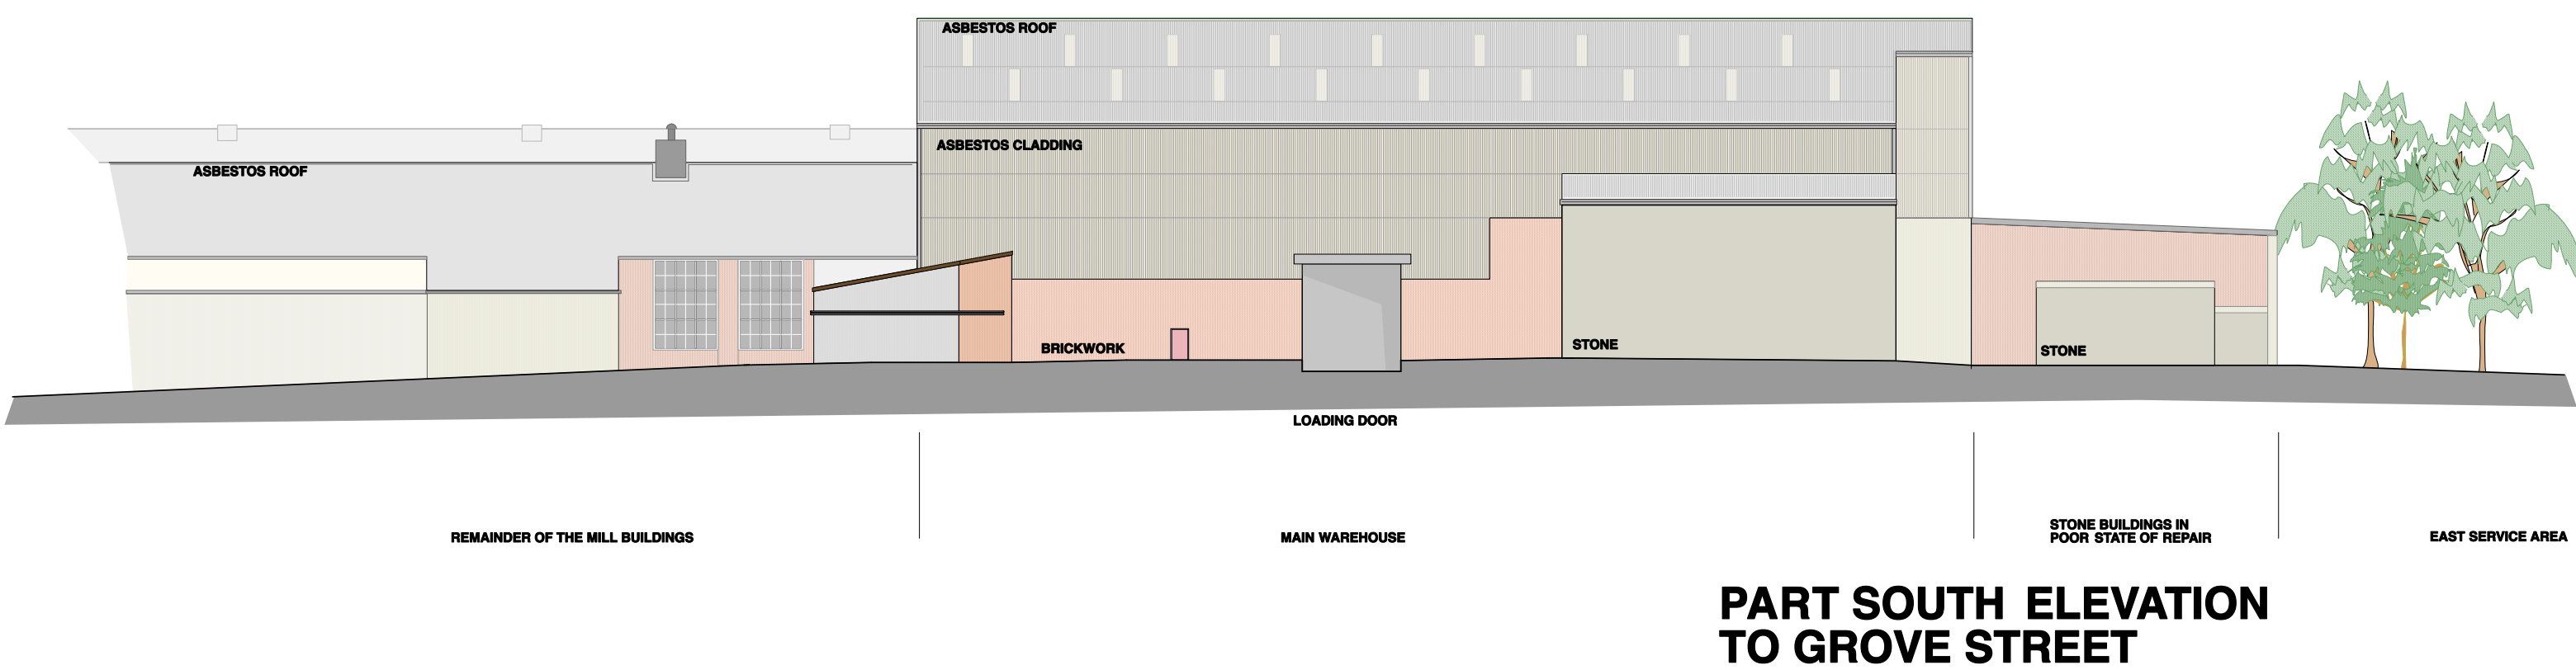 ASBESTOS ROOF
ASBESTOS CLADDING
ASBESTOS ROOF
BRICKWORK
STONE
STONE
LOADING DOOR
REMAINDER OF THE MILL BUILDINGS
MAIN WAREHOUSE
STONE BUILDINGS IN
POOR STATE OF REPAIR
EAST SERVICE AREA
PART SOUTH ELEVATION
TO GROVE STREET